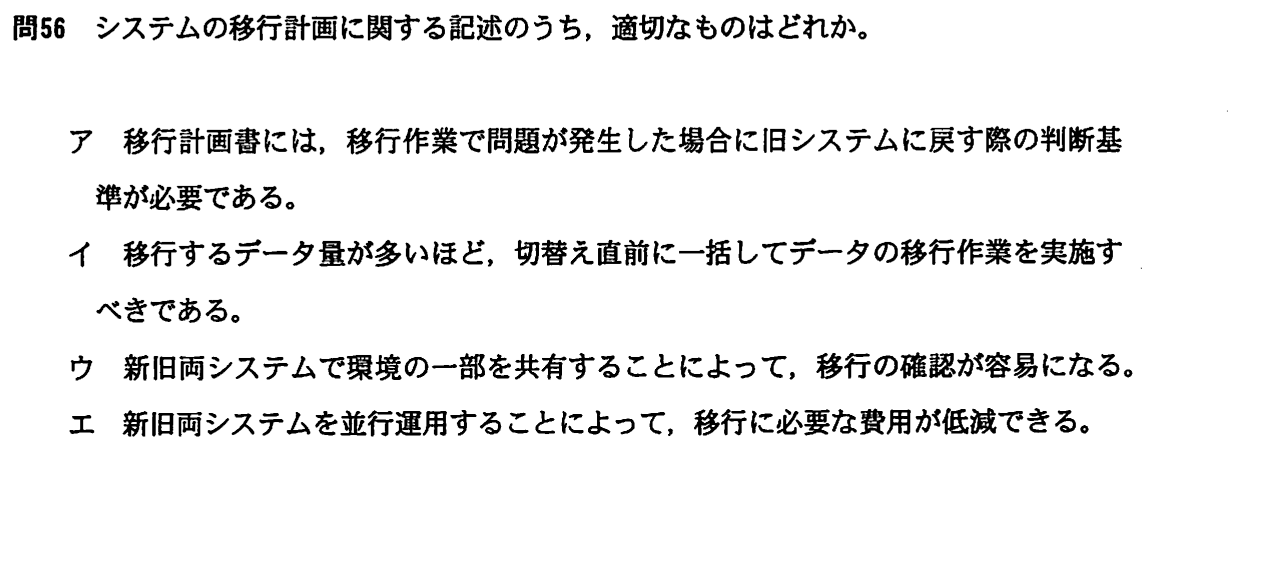 問56 システムの移行計画に関する記述のうち，適切なものはどれか。
ア 移行計画書には，移行作業で問題が発生した場合に旧システムに戻す際の判断基
準が必要である。
イ 移行するデータ量が多いほど，切替え直前に一括してデータの移行作業を実施す
べきである。
ウ 新旧両システムで環境の一部を共有することによって，移行の確認が容易になる。
エ 新旧両システムを並行運用することによって，移行に必要な費用が低減できる。